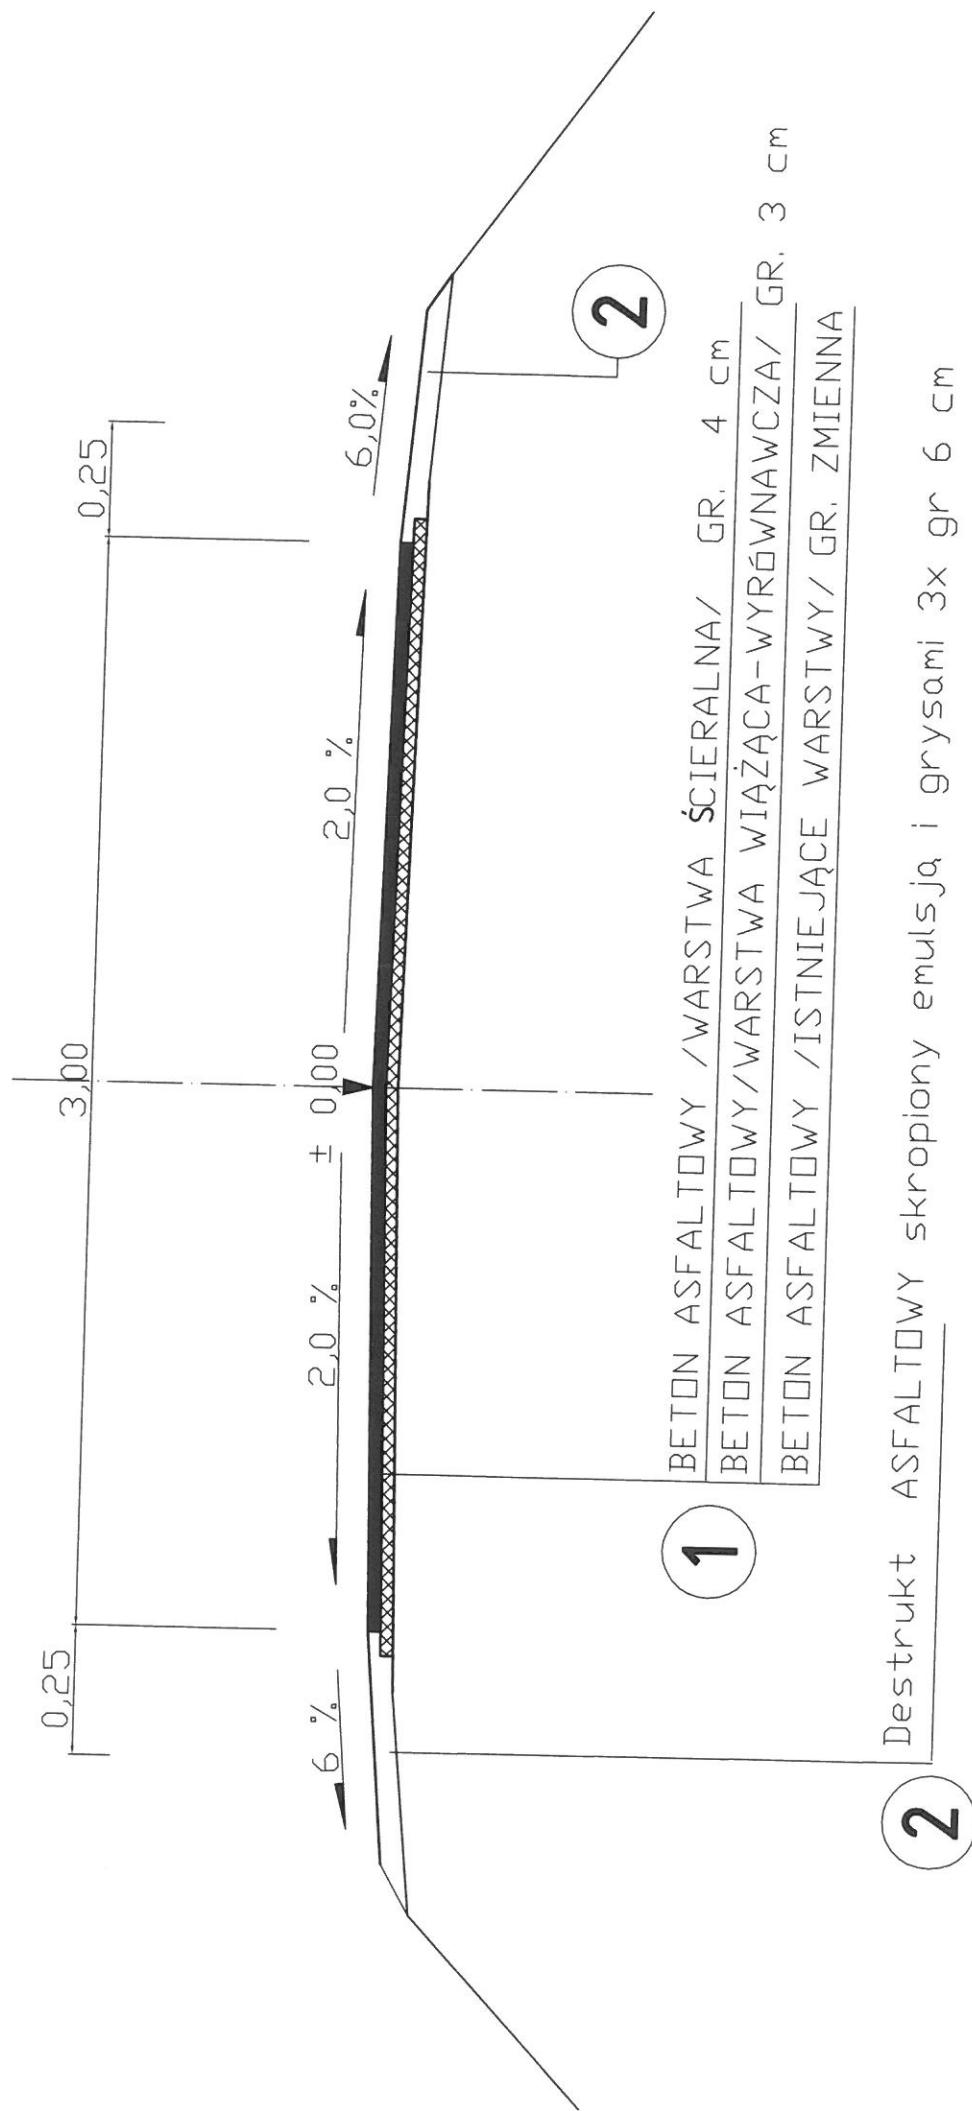 0,25
3,00
0,25
6 %
2,0 %
± 0,00
2,0 %
6,0%
2
1
BETON ASFALTOWY /WARSTWA ŚCIERALNA/ GR. 4 cm
BETON ASFALTOWY/WARSTWA WIĄŻĄCA-WYRÓWNAWCZA/ GR. 3 cm
BETON ASFALTOWY /ISTNIEJĄCE WARSTWY/ GR. ZMIENNA
2
Destrukt ASFALTOWY skropiony emulsją i grysami 3x gr 6 cm